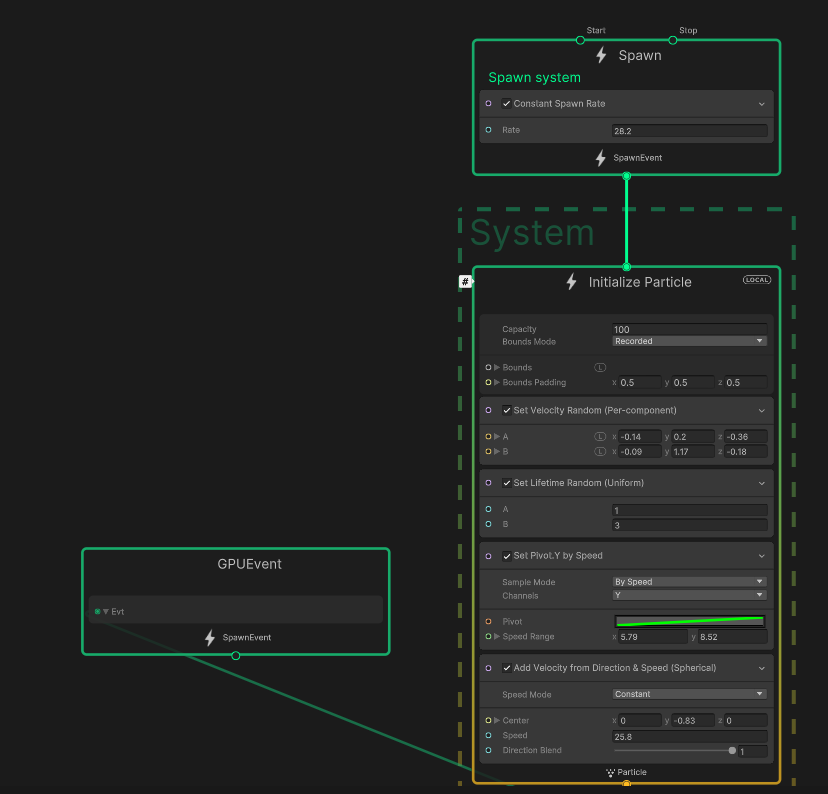 Start Stop
Spawn
Spawn system
Constant Spawn Rate
Rate 28.2
SpawnEvent
System
# Initialize Particle LOCAL
Capacity 100
Bounds Mode Recorded
Bounds L
Bounds Padding x 0.5 y 0.5 z 0.5
Set Velocity Random (Per-component)
A L x -0.14 y 0.2 z -0.36
B L x -0.09 y 1.17 z -0.18
Set Lifetime Random (Uniform)
A 1
B 3
Set Pivot.Y by Speed
Sample Mode By Speed
Channels Y
Pivot
Speed Range x 5.79 y 8.52
Add Velocity from Direction & Speed (Spherical)
Speed Mode Constant
Center x 0 y -0.83 z 0
Speed 25.8
Direction Blend 1
Particle
GPUEvent
Evt
SpawnEvent